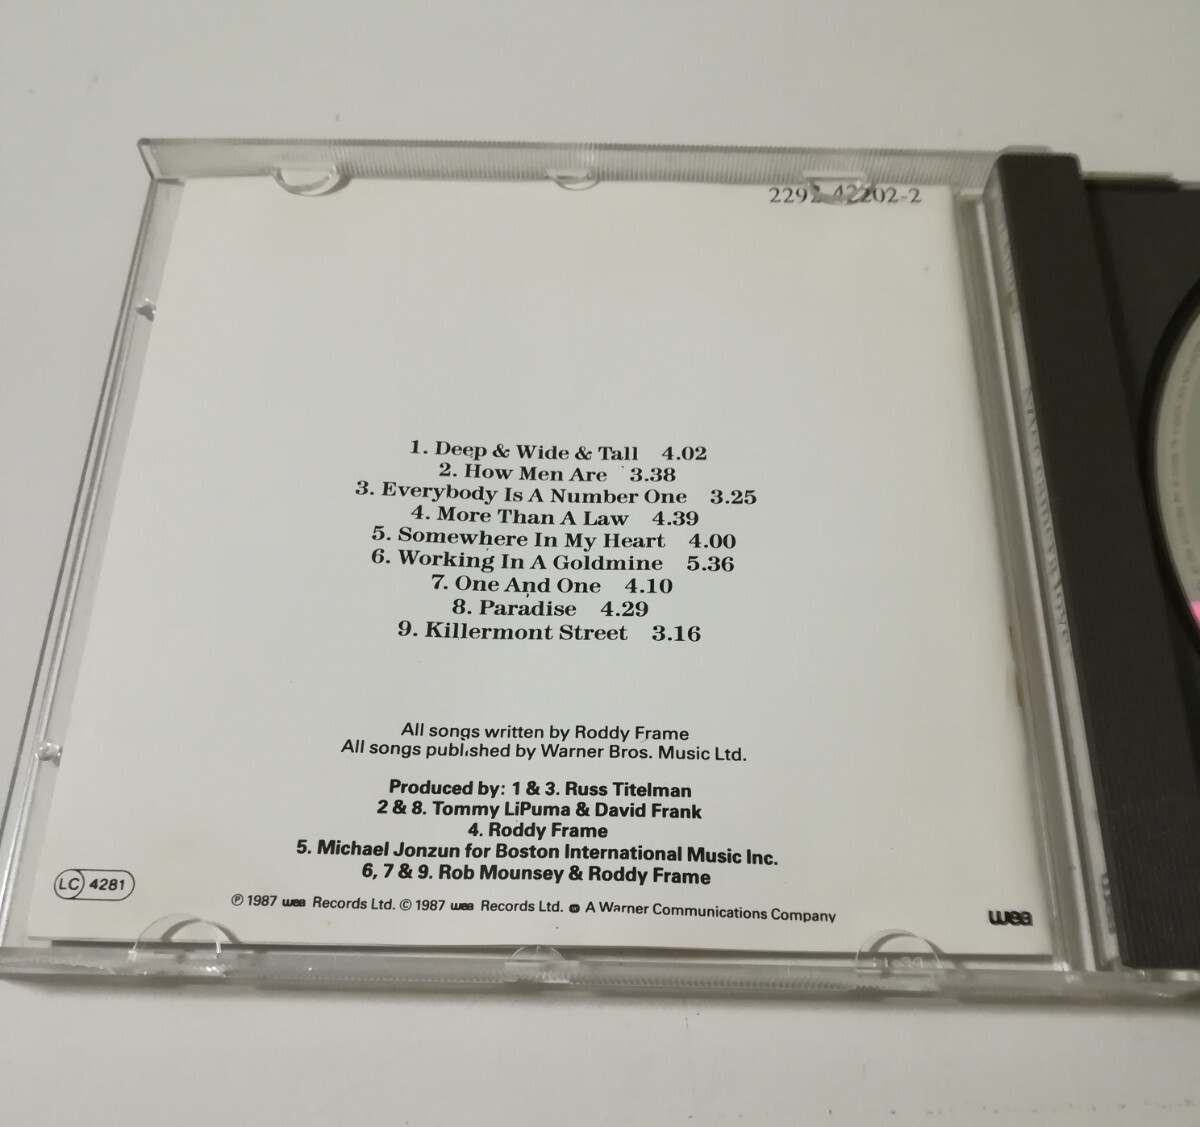 2292-42202-2
1. Deep & Wide & Tall 4.02
2. How Men Are 3.38
3. Everybody Is A Number One 3.25
4. More Than A Law 4.39
5. Somewhere In My Heart 4.00
6. Working In A Goldmine 5.36
7. One And One 4.10
8. Paradise 4.29
9. Killermont Street 3.16
All songs written by Roddy Frame
All songs published by Warner Bros. Music Ltd.
Produced by: 1 & 3. Russ Titelman
2 & 8. Tommy LiPuma & David Frank
4. Roddy Frame
5. Michael Jonzun for Boston International Music Inc.
6, 7 & 9. Rob Mounsey & Roddy Frame
LC 4281
℗ 1987 wea Records Ltd. © 1987 wea Records Ltd. A Warner Communications Company
wea